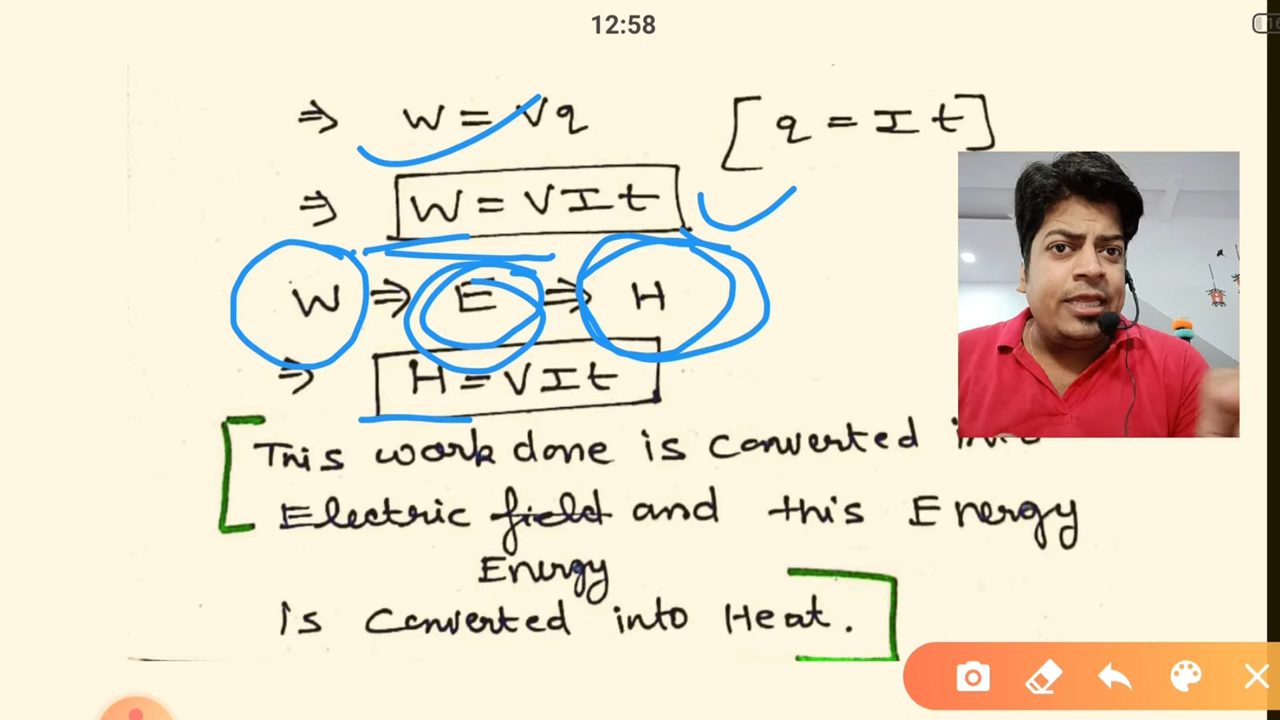 12:58
⇒ W = Vq [q = It]
⇒ W = VIt
W ⇒ E ⇒ H
⇒ H = VIt
This work done is converted into
Electric field and this Energy
Energy
is Converted into Heat.